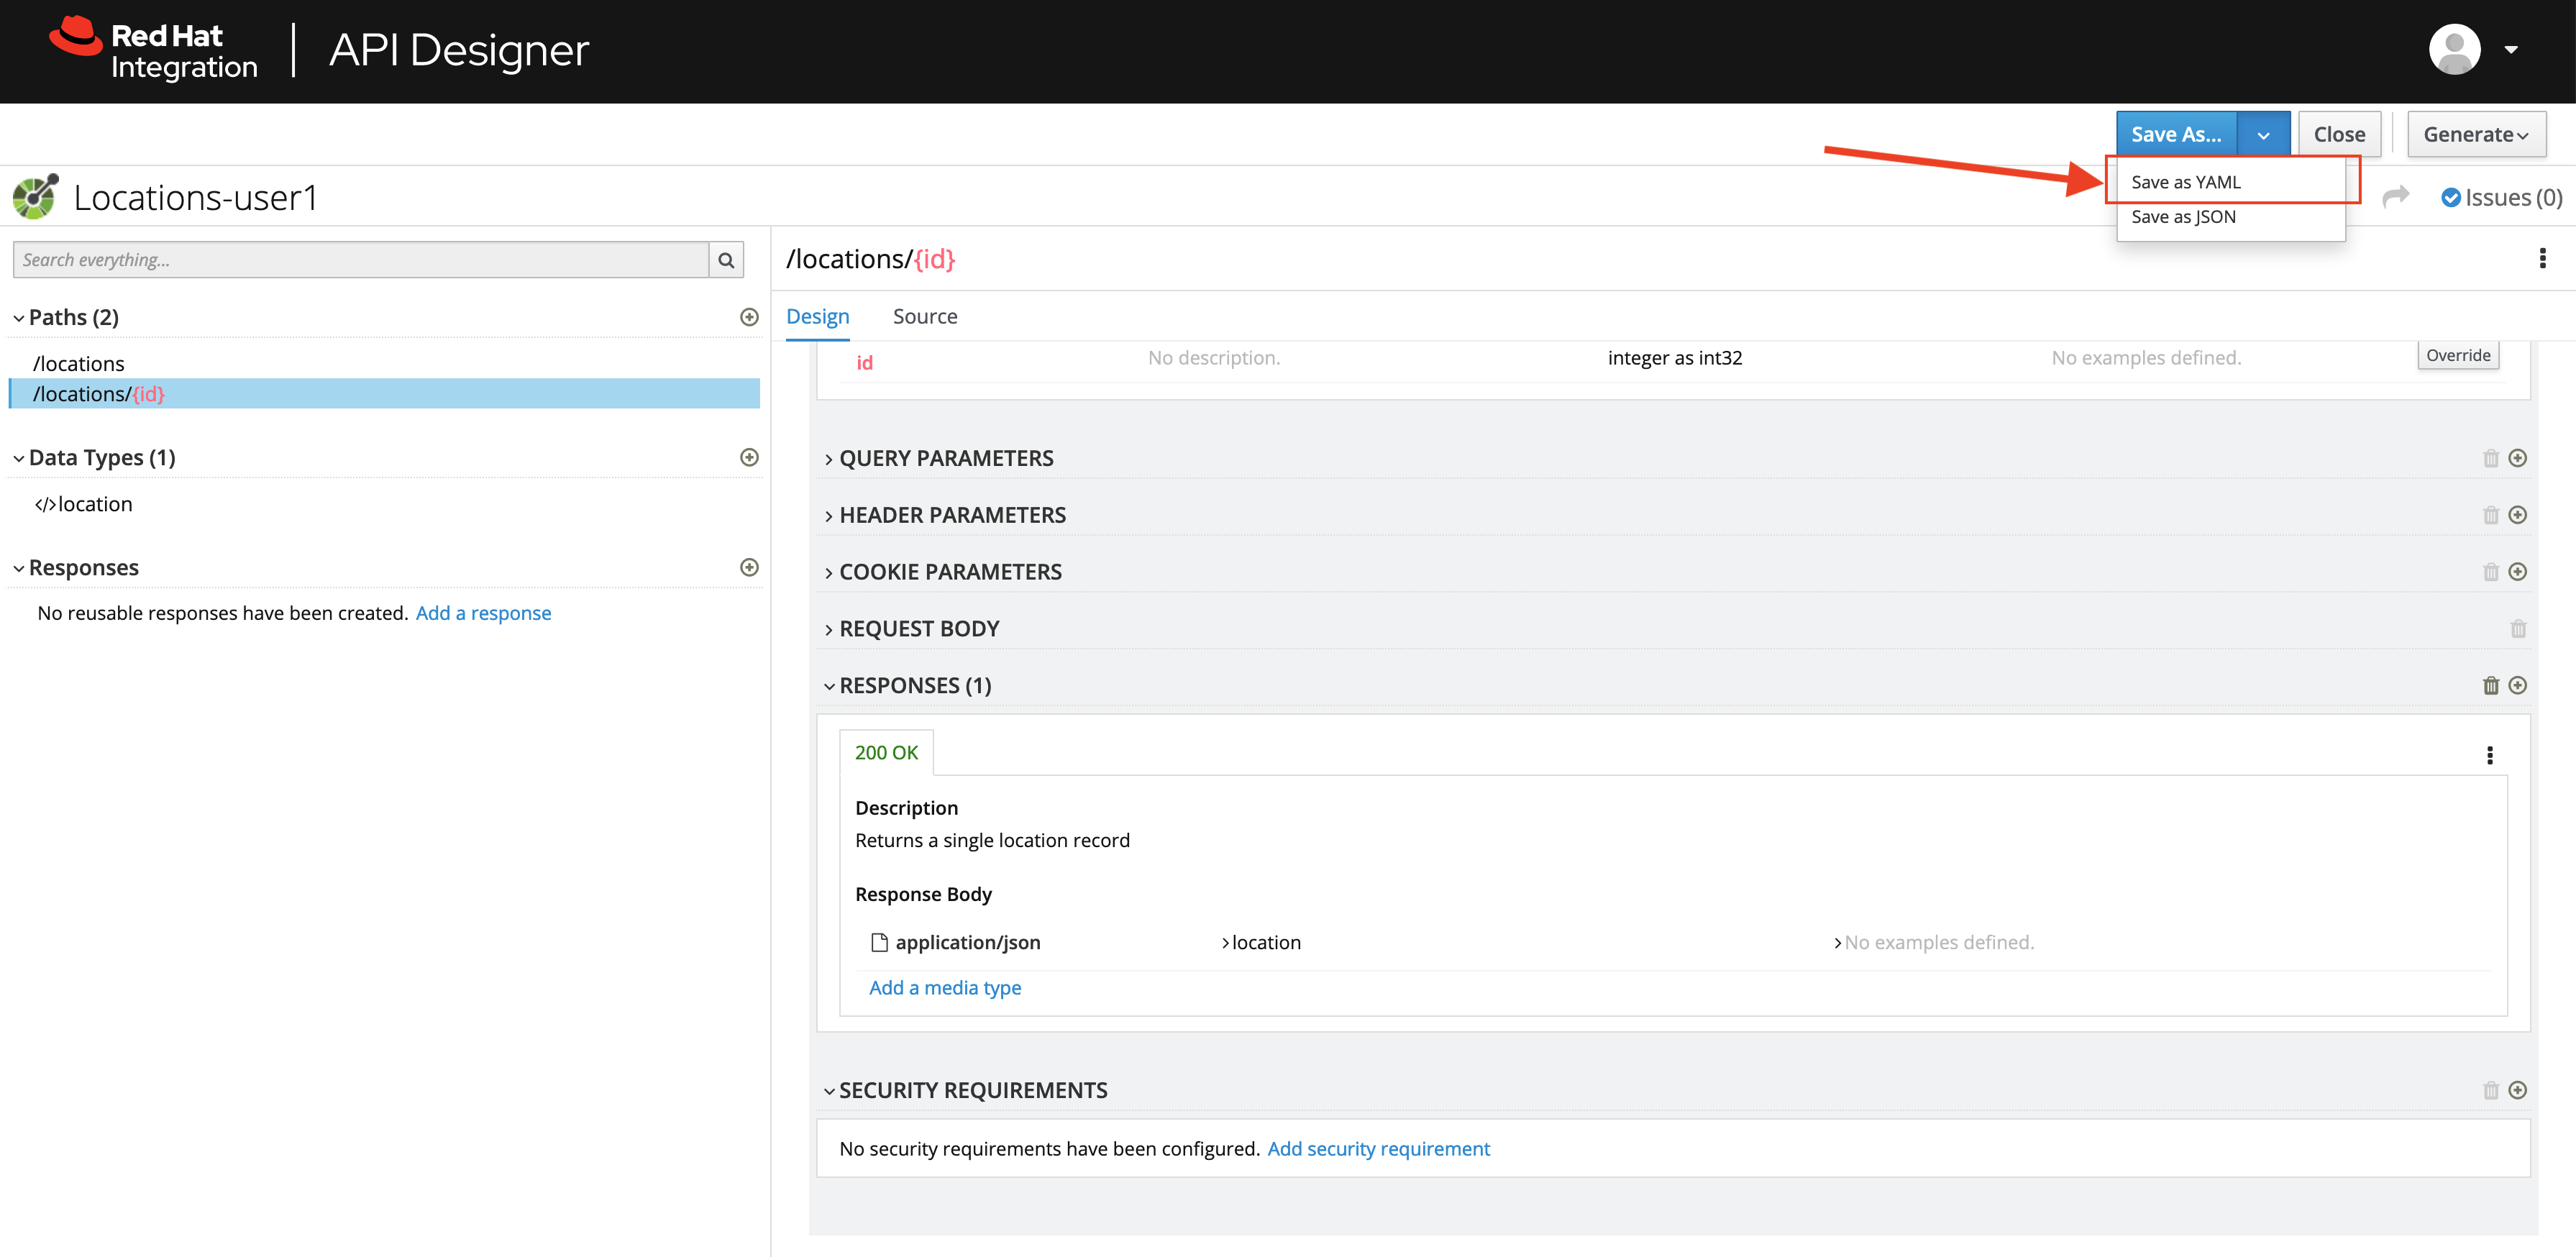 Red Hat
Integration
API Designer
Save As...
Close
Generate
Save as YAML
Save as JSON
Locations-user1
Issues (0)
Search everything...
Paths (2)
/locations
/locations/{id}
Data Types (1)
</>location
Responses
No reusable responses have been created. Add a response
/locations/{id}
Design
Source
id
No description.
integer as int32
No examples defined.
Override
QUERY PARAMETERS
HEADER PARAMETERS
COOKIE PARAMETERS
REQUEST BODY
RESPONSES (1)
200 OK
Description
Returns a single location record
Response Body
application/json
location
No examples defined.
Add a media type
SECURITY REQUIREMENTS
No security requirements have been configured. Add security requirement